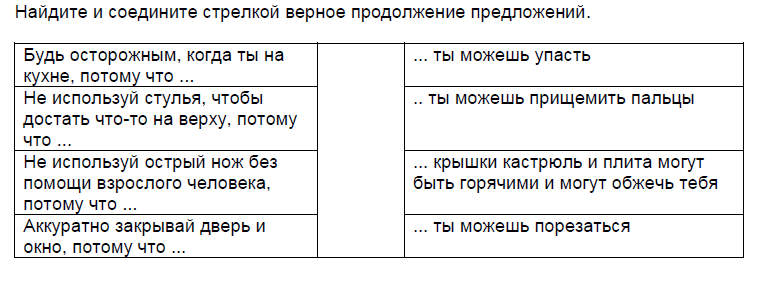 Найдите и соедините стрелкой верное продолжение предложений.
Будь осторожным, когда ты на
кухне, потому что ...
... ты можешь упасть
Не используй стулья, чтобы
достать что-то на верху, потому
что ...
.. ты можешь прищемить пальцы
Не используй острый нож без
помощи взрослого человека,
потому что ...
... крышки кастрюль и плита могут
быть горячими и могут обжечь тебя
Аккуратно закрывай дверь и
окно, потому что ...
... ты можешь порезаться